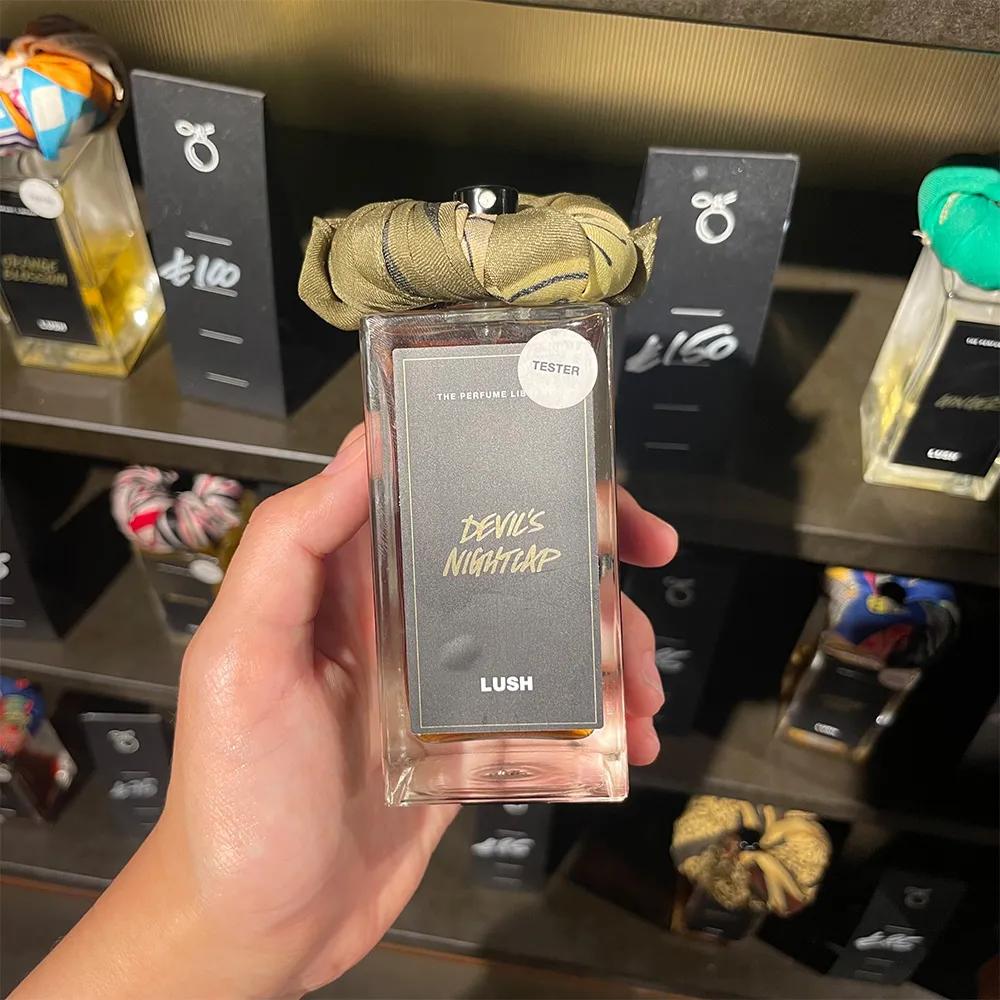 £100
£150
ORANGE
BLOSSOM
LUSH
TESTER
THE PERFUME LIB
DEVIL'S
NIGHTCAP
LUSH
LUSH